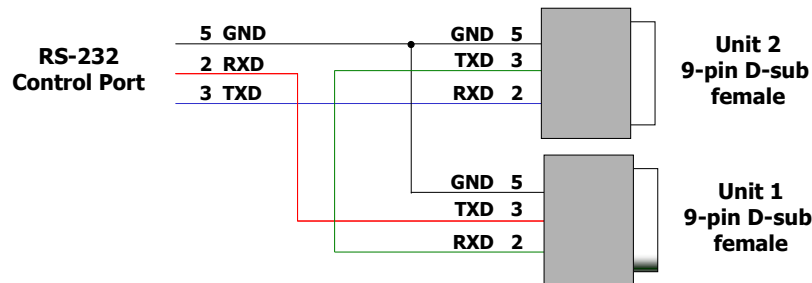 RS-232
Control Port
5 GND
2 RXD
3 TXD
GND 5
TXD 3
RXD 2
Unit 2
9-pin D-sub
female
GND 5
TXD 3
RXD 2
Unit 1
9-pin D-sub
female